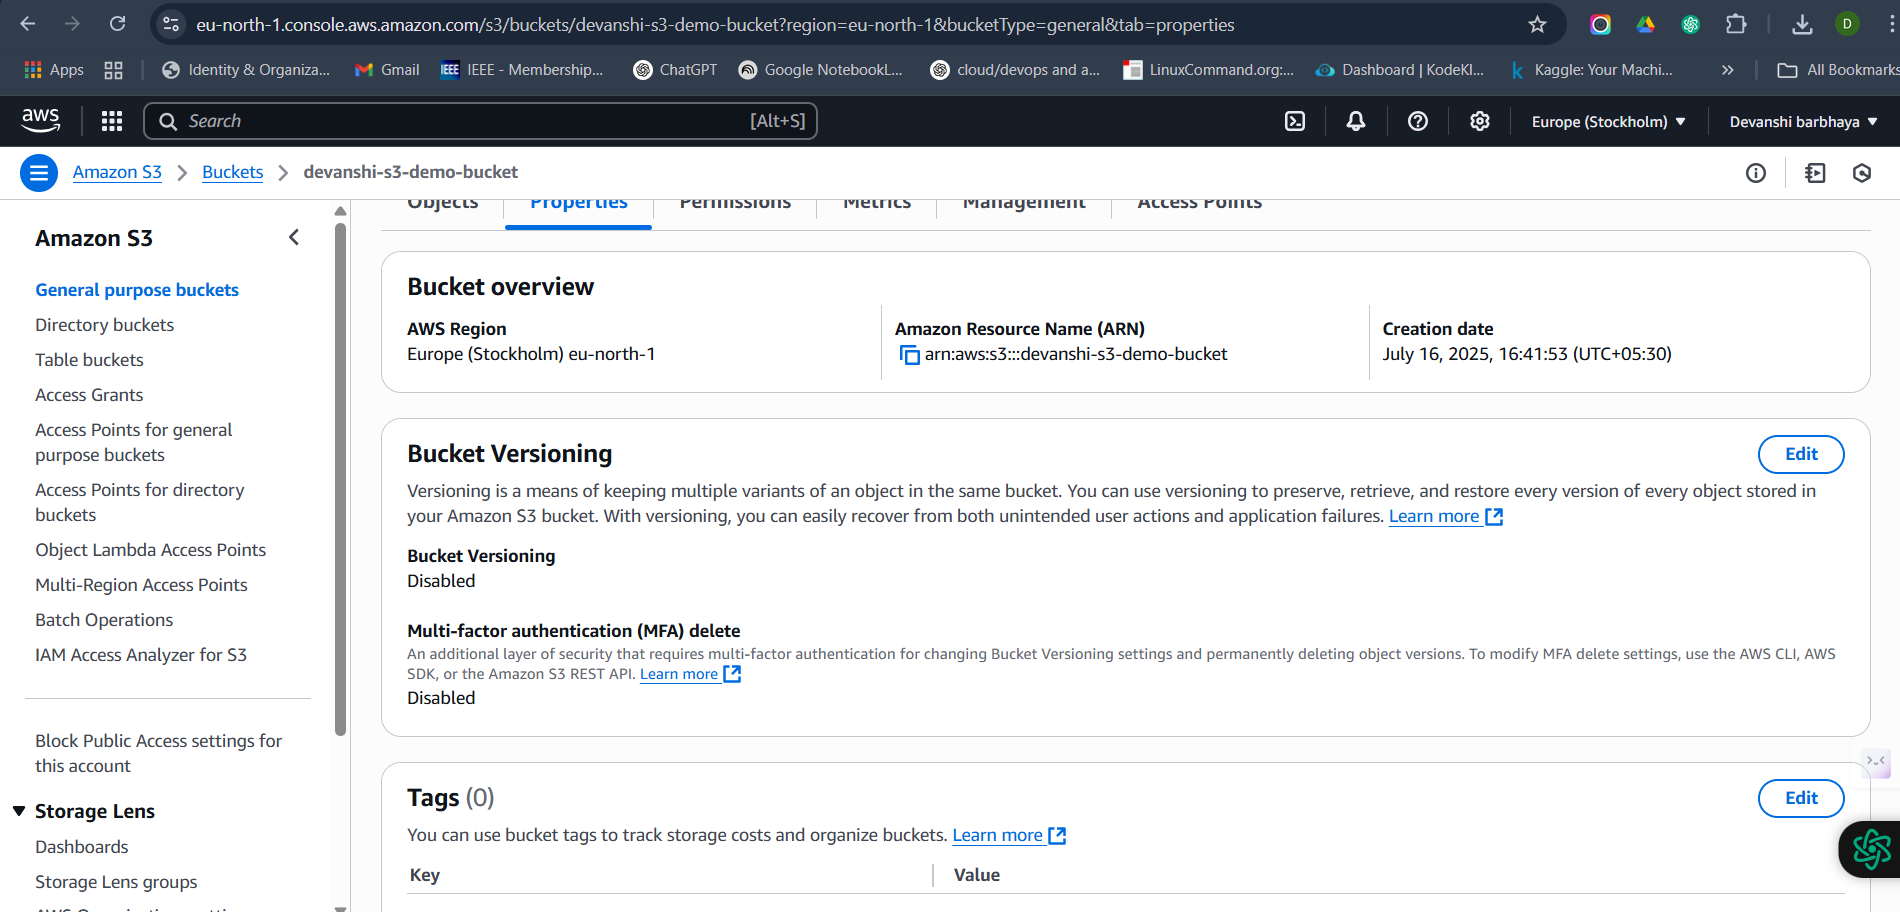 eu-north-1.console.aws.amazon.com/s3/buckets/devanshi-s3-demo-bucket?region=eu-north-1&bucketType=general&tab=properties
D
Apps
Identity & Organiza...
Gmail
IEEE
IEEE - Membership...
ChatGPT
Google NotebookL...
cloud/devops and a...
LinuxCommand.org:...
Dashboard | KodeKl...
k
Kaggle: Your Machi...
All Bookmarks
aws
Search
[Alt+S]
Europe (Stockholm)
Devanshi barbhaya
Amazon S3
Buckets
devanshi-s3-demo-bucket
Amazon S3
General purpose buckets
Directory buckets
Table buckets
Access Grants
Access Points for general
purpose buckets
Access Points for directory
buckets
Object Lambda Access Points
Multi-Region Access Points
Batch Operations
IAM Access Analyzer for S3
Block Public Access settings for
this account
Storage Lens
Dashboards
Storage Lens groups
Objects
Properties
Permissions
Metrics
Management
Access Points
Bucket overview
AWS Region
Europe (Stockholm) eu-north-1
Amazon Resource Name (ARN)
arn:aws:s3:::devanshi-s3-demo-bucket
Creation date
July 16, 2025, 16:41:53 (UTC+05:30)
Bucket Versioning
Edit
Versioning is a means of keeping multiple variants of an object in the same bucket. You can use versioning to preserve, retrieve, and restore every version of every object stored in
your Amazon S3 bucket. With versioning, you can easily recover from both unintended user actions and application failures. Learn more
Bucket Versioning
Disabled
Multi-factor authentication (MFA) delete
An additional layer of security that requires multi-factor authentication for changing Bucket Versioning settings and permanently deleting object versions. To modify MFA delete settings, use the AWS CLI, AWS
SDK, or the Amazon S3 REST API. Learn more
Disabled
Tags (0)
Edit
You can use bucket tags to track storage costs and organize buckets. Learn more
Key
Value